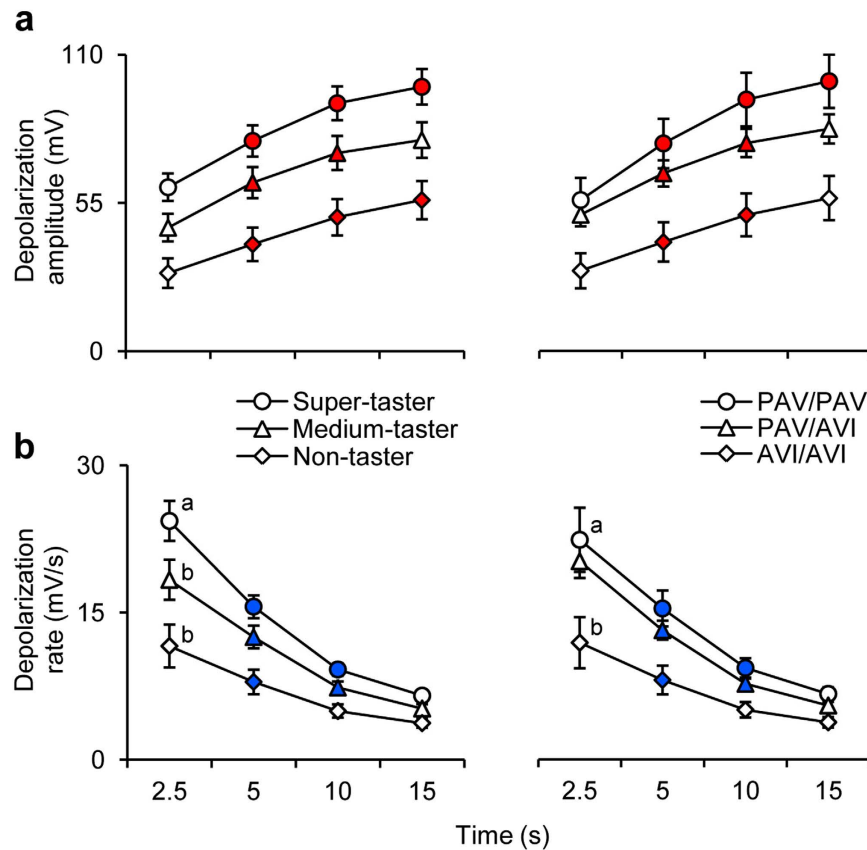 a
110
55
0
Depolarization
amplitude (mV)
Super-taster
Medium-taster
Non-taster
PAV/PAV
PAV/AVI
AVI/AVI
b
30
15
0
Depolarization
rate (mV/s)
a
b
b
a
b
2.5 5 10 15
2.5 5 10 15
Time (s)